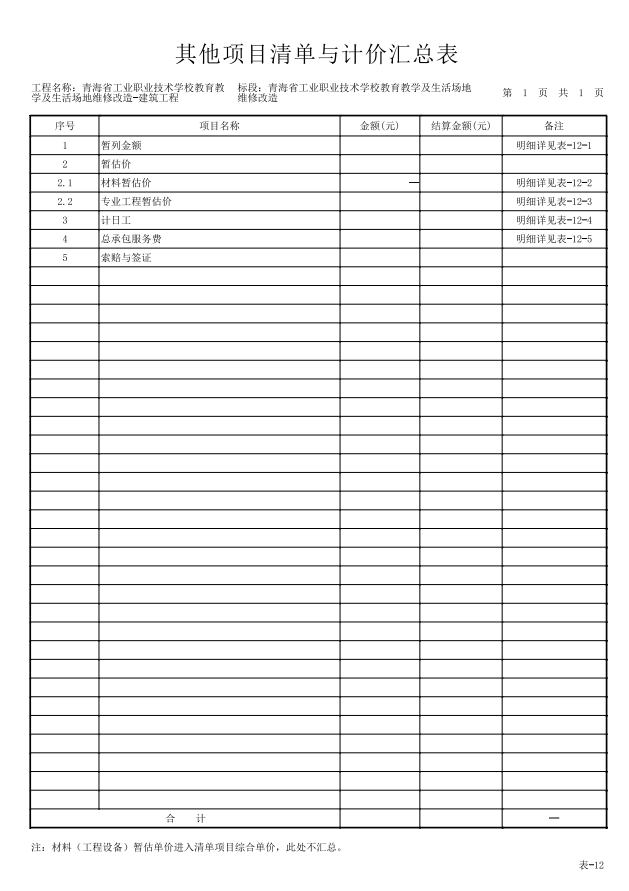 其他项目清单与计价汇总表
工程名称：青海省工业职业技术学校教育教 标段：青海省工业职业技术学校教育教学及生活场地 第 1 页 共 1 页
学及生活场地维修改造-建筑工程 维修改造
序号 项目名称 金额(元) 结算金额(元) 备注
1 暂列金额 明细详见表-12-1
2 暂估价
2.1 材料暂估价 — 明细详见表-12-2
2.2 专业工程暂估价 明细详见表-12-3
3 计日工 明细详见表-12-4
4 总承包服务费 明细详见表-12-5
5 索赔与签证
合 计 —
注：材料（工程设备）暂估单价进入清单项目综合单价，此处不汇总。
表-12